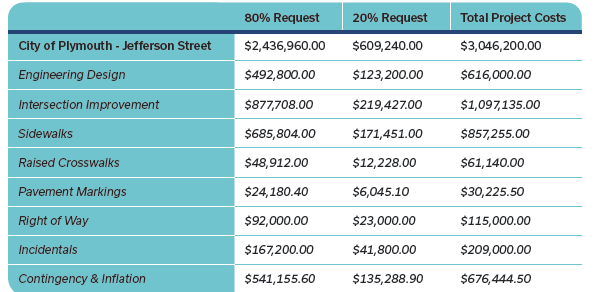 80% Request 20% Request Total Project Costs
City of Plymouth - Jefferson Street $2,436,960.00 $609,240.00 $3,046,200.00
Engineering Design $492,800.00 $123,200.00 $616,000.00
Intersection Improvement $877,708.00 $219,427.00 $1,097,135.00
Sidewalks $685,804.00 $171,451.00 $857,255.00
Raised Crosswalks $48,912.00 $12,228.00 $61,140.00
Pavement Markings $24,180.40 $6,045.10 $30,225.50
Right of Way $92,000.00 $23,000.00 $115,000.00
Incidentals $167,200.00 $41,800.00 $209,000.00
Contingency & Inflation $541,155.60 $135,288.90 $676,444.50